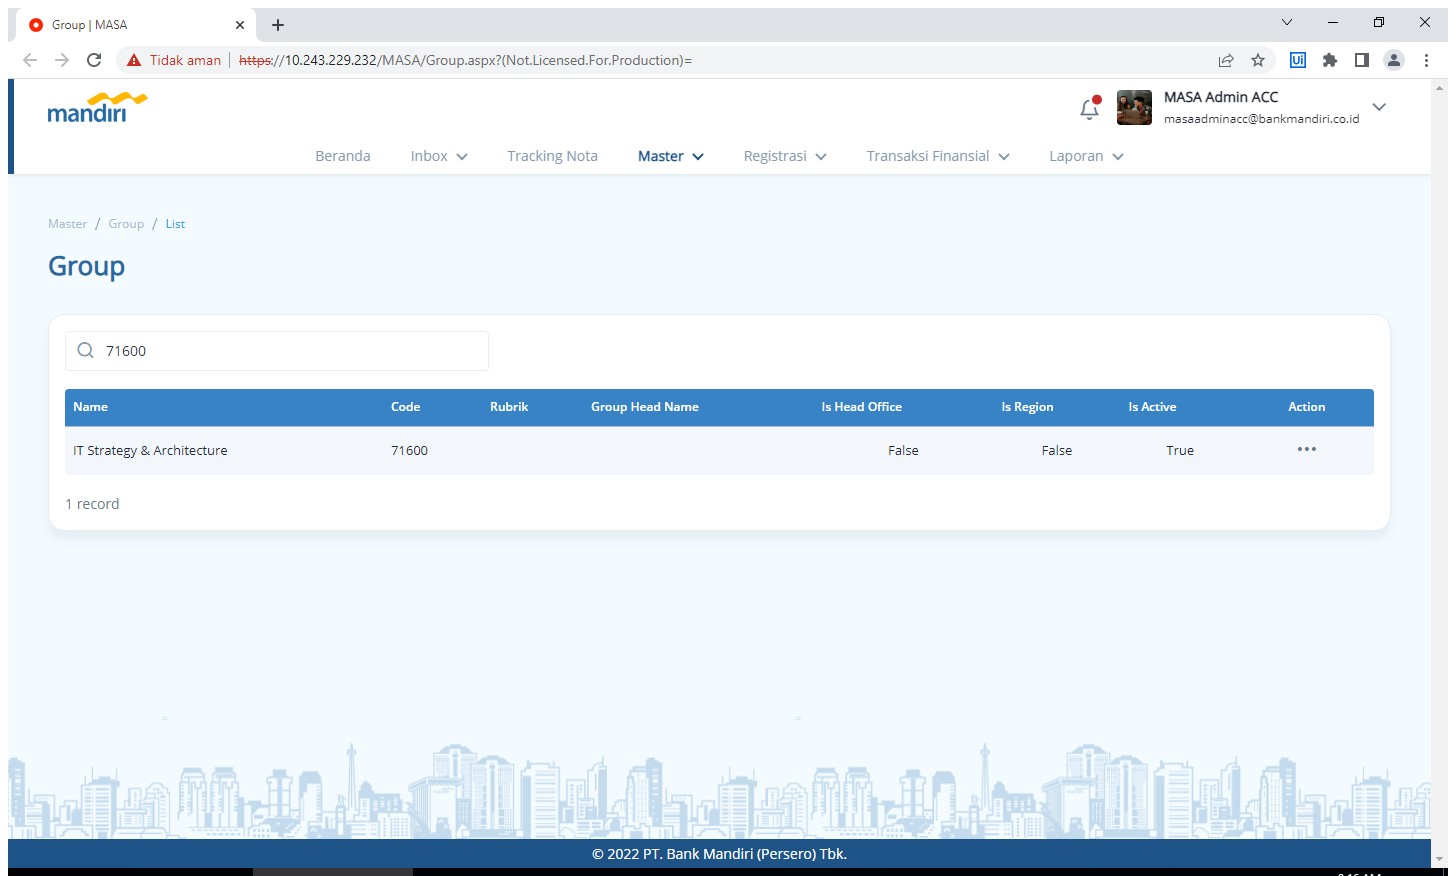 Group | MASA
Tidak aman
https://10.243.229.232/MASA/Group.aspx?(Not.Licensed.For.Production)=
Ui
mandiri
MASA Admin ACC
masaadminacc@bankmandiri.co.id
Beranda Inbox Tracking Nota Master Registrasi Transaksi Finansial Laporan
Master / Group / List
Group
71600
Name Code Rubrik Group Head Name Is Head Office Is Region Is Active Action
IT Strategy & Architecture 71600 False False True
1 record
© 2022 PT. Bank Mandiri (Persero) Tbk.